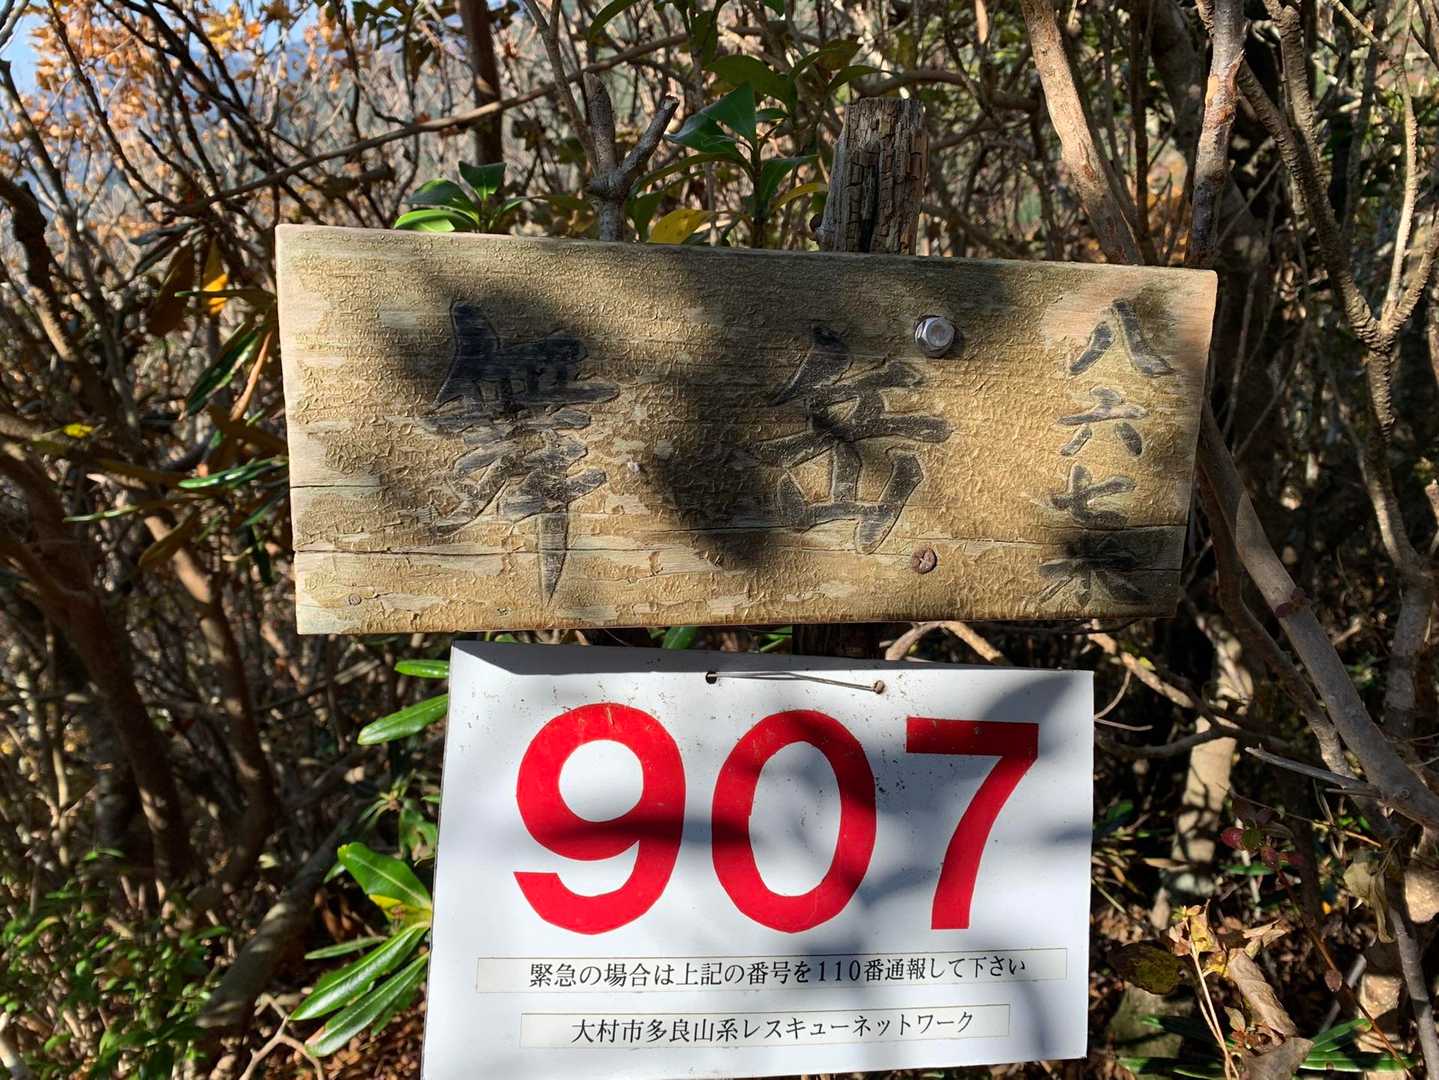 舞岳
八六七米
907
緊急の場合は上記の番号を110番通報して下さい
大村市多良山系レスキューネットワーク